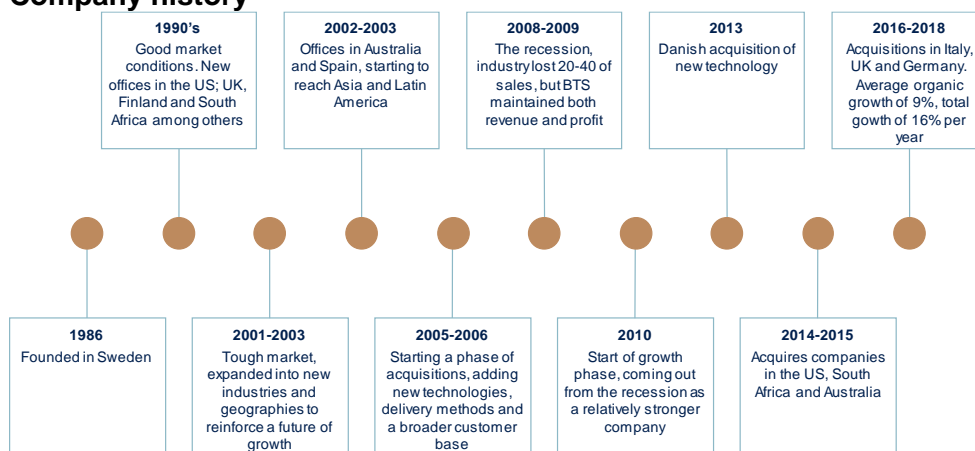 Company history
1990's
Good market
conditions. New
offices in the US; UK,
Finland and South
Africa among others
2002-2003
Offices in Australia
and Spain, starting to
reach Asia and Latin
America
2008-2009
The recession,
industry lost 20-40 of
sales, but BTS
maintained both
revenue and profit
2013
Danish acquisition of
new technology
2016-2018
Acquisitions in Italy,
UK and Germany.
Average organic
growth of 9%, total
gowth of 16% per
year
1986
Founded in Sweden
2001-2003
Tough market,
expanded into new
industries and
geographies to
reinforce a future of
growth
2005-2006
Starting a phase of
acquisitions, adding
new technologies,
delivery methods and
a broader customer
base
2010
Start of growth
phase, coming out
from the recession as
a relatively stronger
company
2014-2015
Acquires companies
in the US, South
Africa and Australia